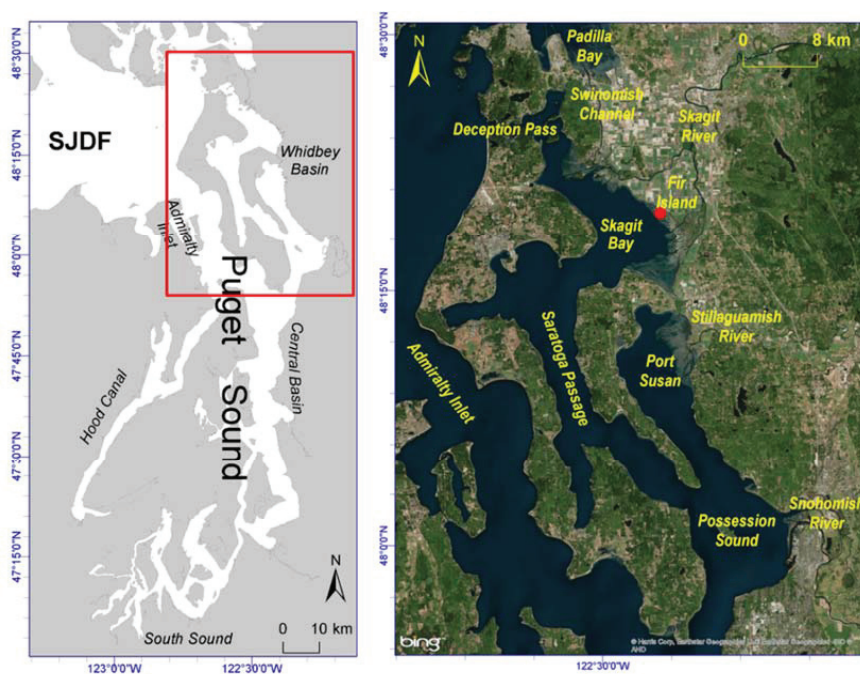 48°30'0"N
48°15'0"N
48°0'0"N
47°45'0"N
47°30'0"N
47°15'0"N
SJDF
Whidbey
Basin
Admiralty
Inlet
Puget Sound
Hood Canal
Central Basin
South Sound
N
0 10 km
123°0'0"W
122°30'0"W
48°30'0"N
48°15'0"N
48°0'0"N
N
Padilla
Bay
0 8 km
Swinomish
Channel
Skagit
River
Deception Pass
Fir
Island
Skagit
Bay
Stillaguamish
River
Saratoga Passage
Port
Susan
Admiralty Inlet
Snohomish
River
Possession
Sound
bing
© Harris Corp, Earthstar Geographics
122°30'0"W